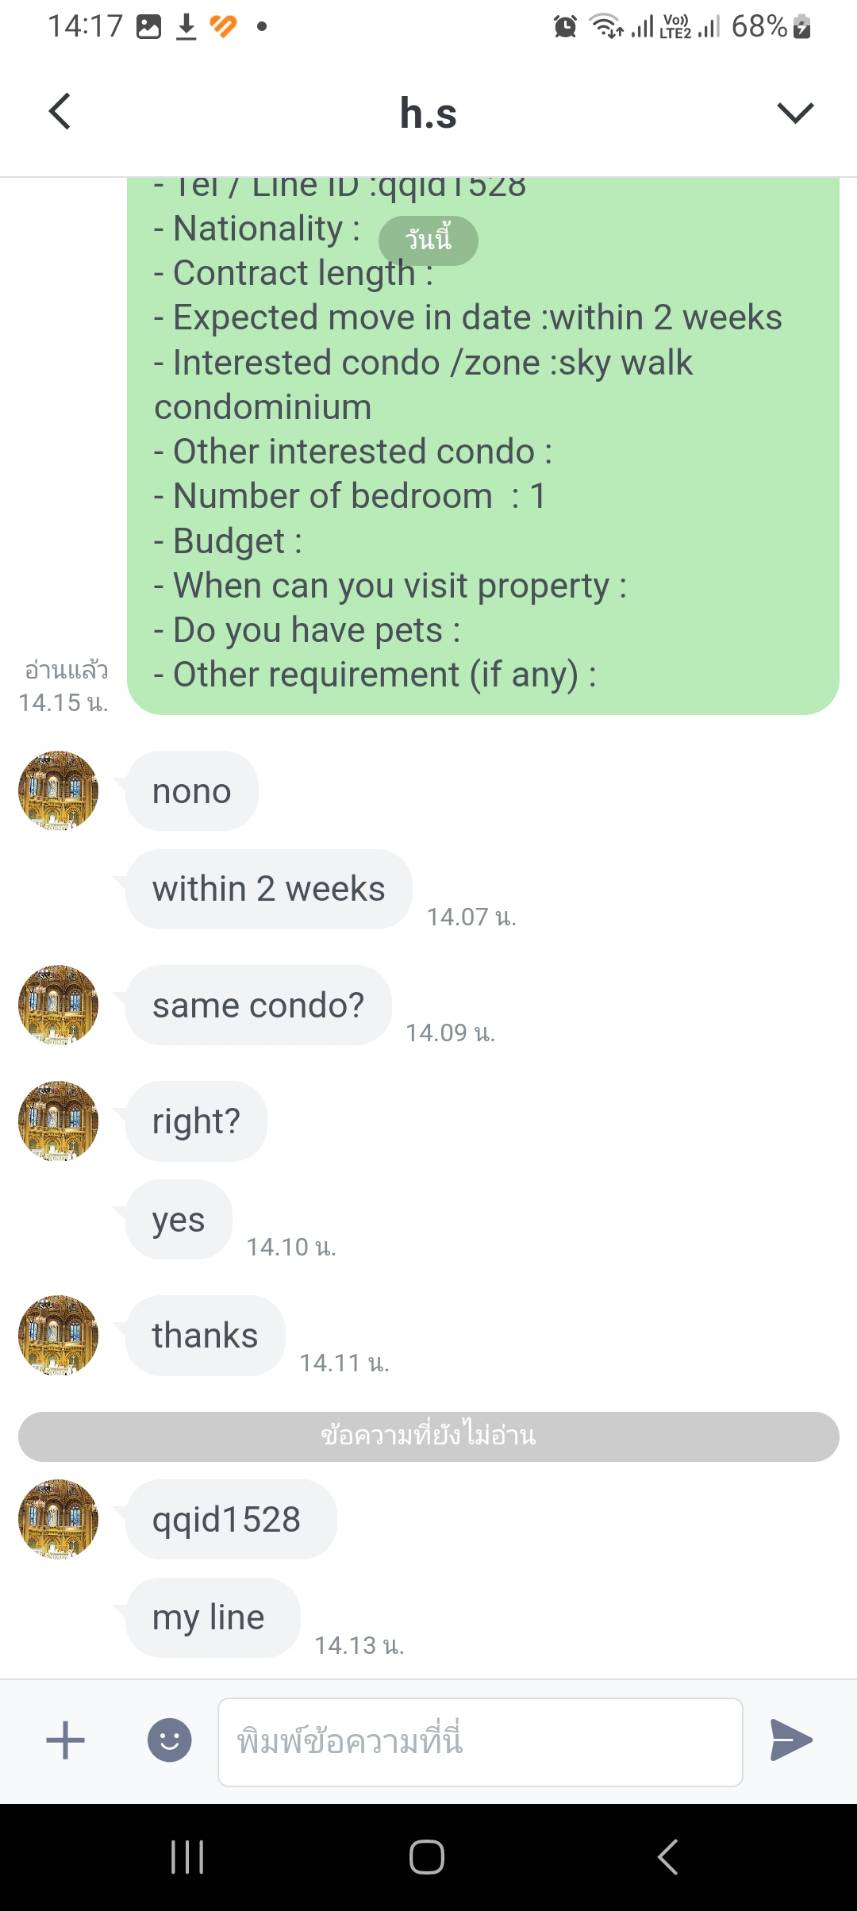 14:17
Vo))
LTE2
68%
h.s
- Tel / Line ID :qqid1528
- Nationality :
วันนี้
- Contract length :
- Expected move in date :within 2 weeks
- Interested condo /zone :sky walk
condominium
- Other interested condo :
- Number of bedroom  : 1
- Budget :
- When can you visit property :
- Do you have pets :
- Other requirement (if any) :
อ่านแล้ว
14.15 น.
nono
within 2 weeks
14.07 น.
same condo?
14.09 น.
right?
yes
14.10 น.
thanks
14.11 น.
ข้อความที่ยังไม่อ่าน
qqid1528
my line
14.13 น.
พิมพ์ข้อความที่นี่